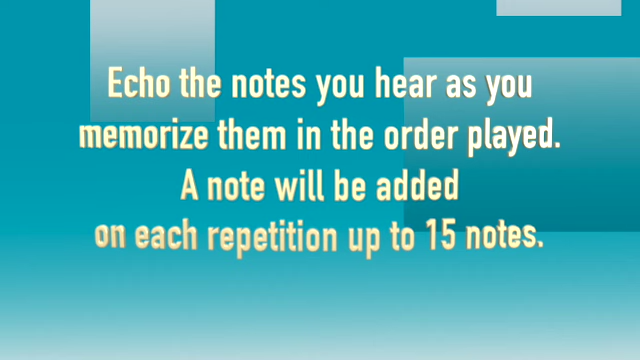 Echo the notes you hear as you
memorize them in the order played.
A note will be added
on each repetition up to 15 notes.